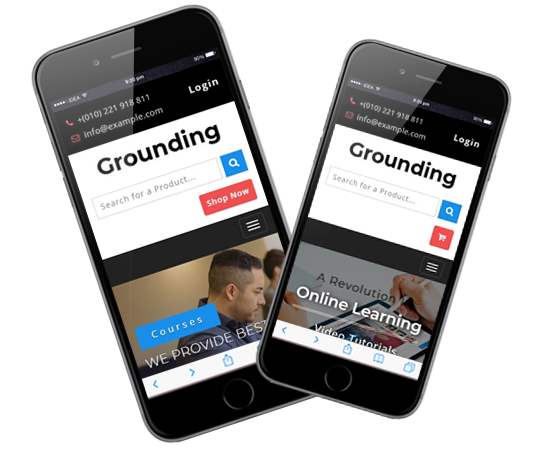 IDEA
9:20 pm
90%
+(010) 221 918 811
info@example.com
Login
Grounding
Search for a Product...
Shop Now
Courses
WE PROVIDE BEST
IDEA
9:20 pm
90%
+(010) 221 918 811
info@example.com
Login
Grounding
Search for a Product...
A Revolution
Online Learning
Video Tutorials